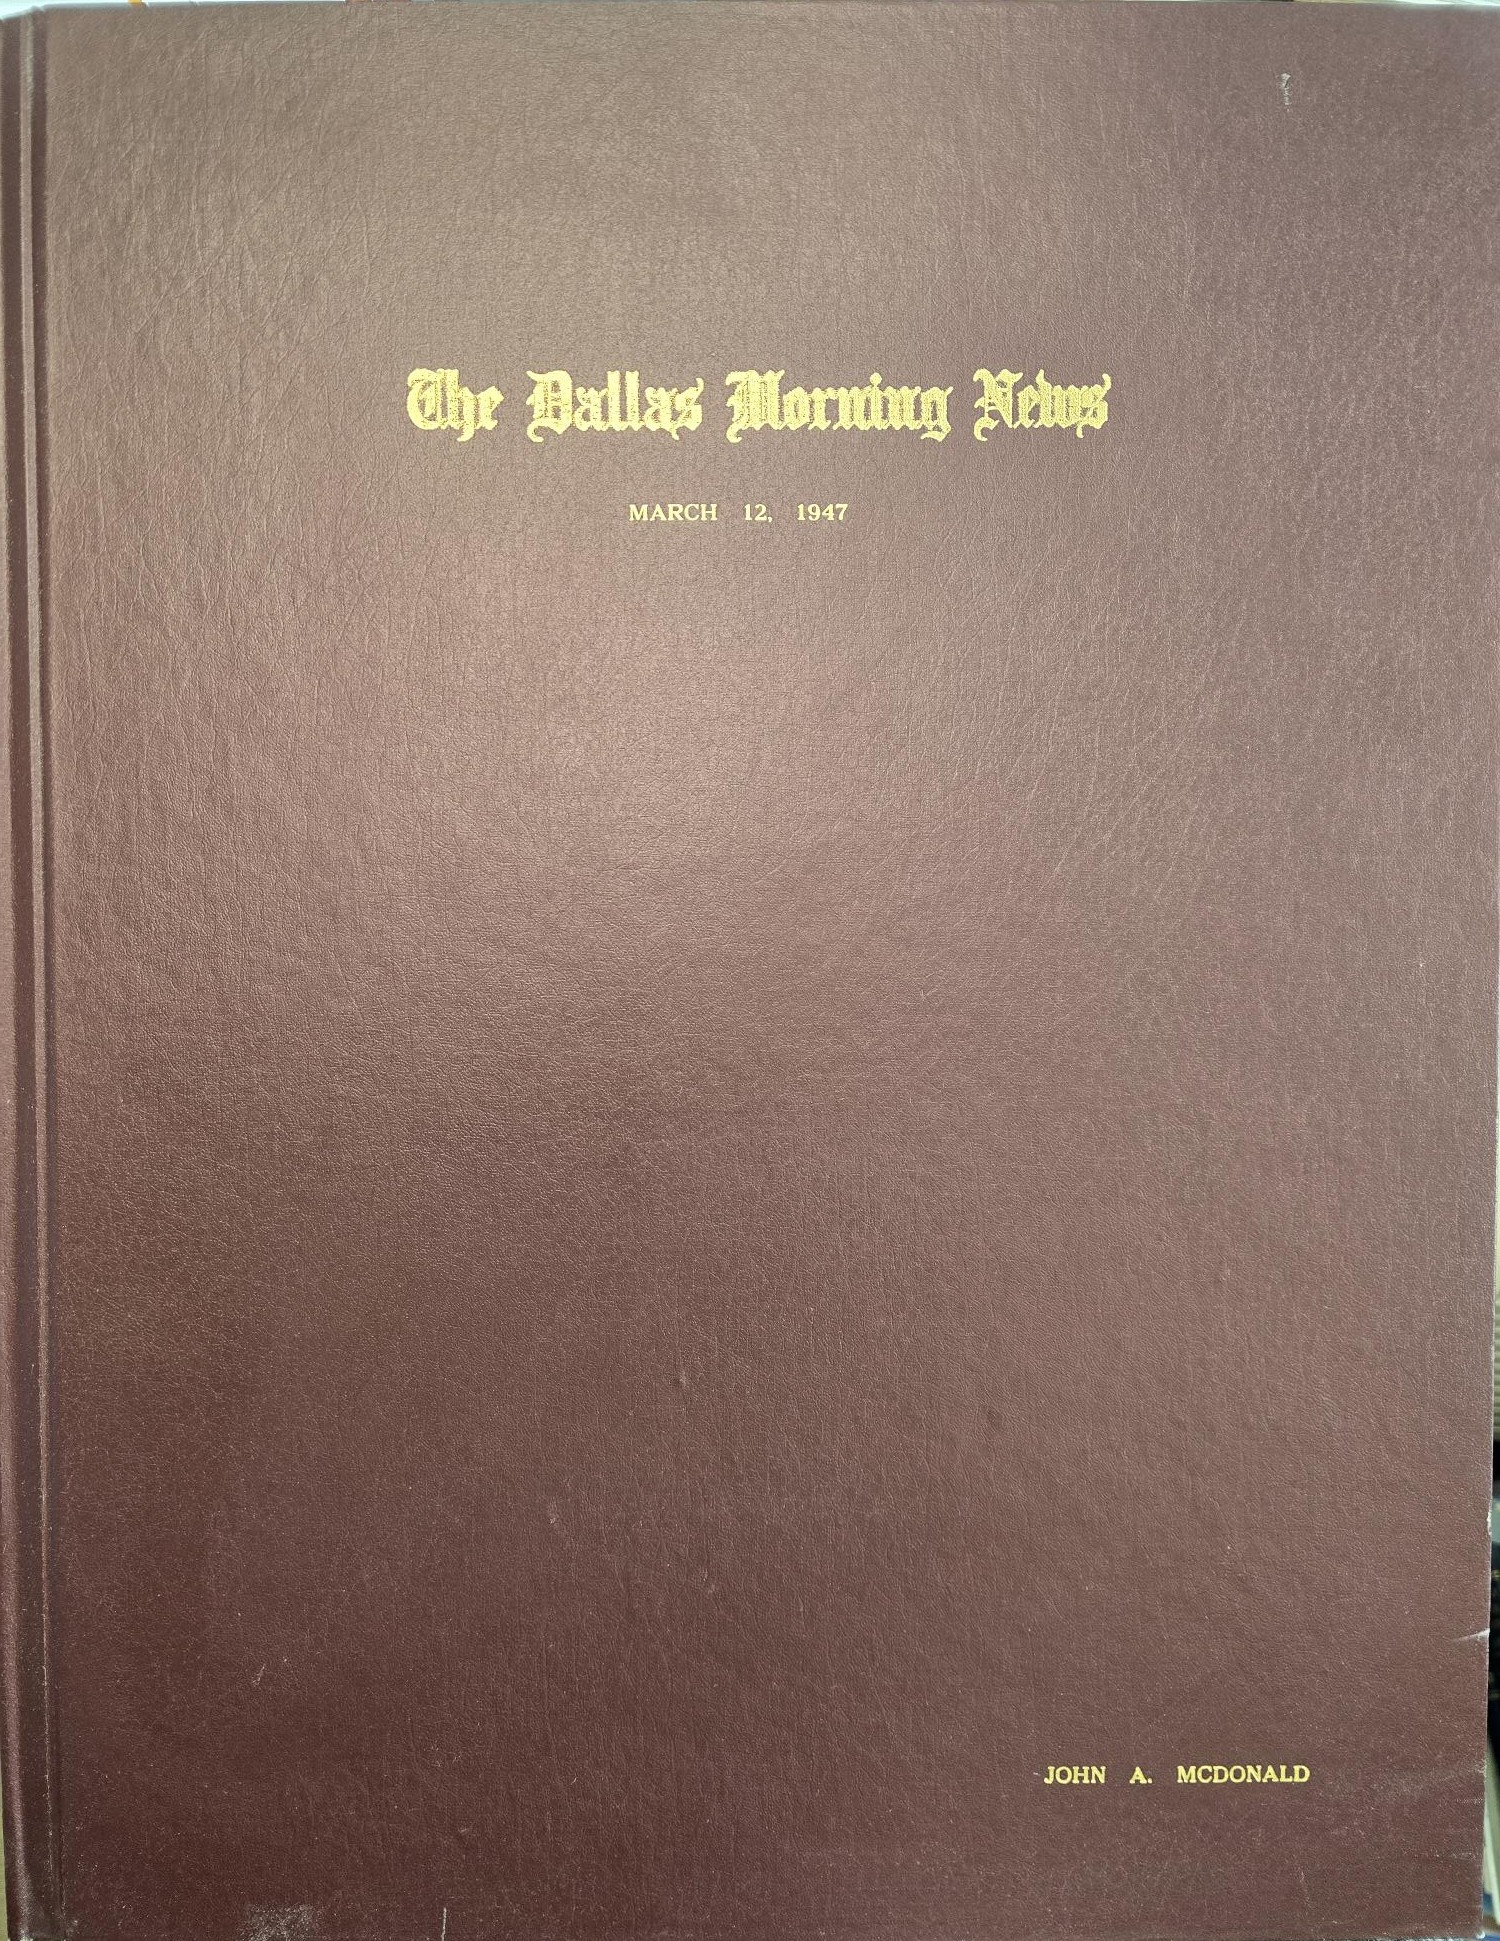 The Dallas Morning News
MARCH 12, 1947
JOHN A. MCDONALD